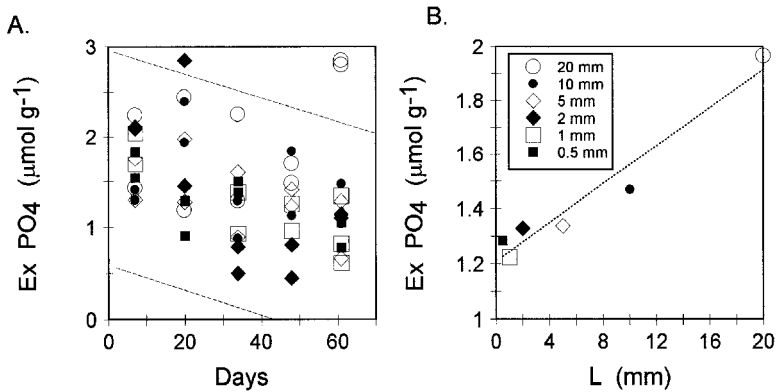 A.
Ex PO4 (µmol g-1)
3
2
1
0
0
20
40
60
Days
B.
Ex PO4 (µmol g-1)
2
1.8
1.6
1.4
1.2
1
20 mm
10 mm
5 mm
2 mm
1 mm
0.5 mm
0
4
8
12
16
20
L (mm)